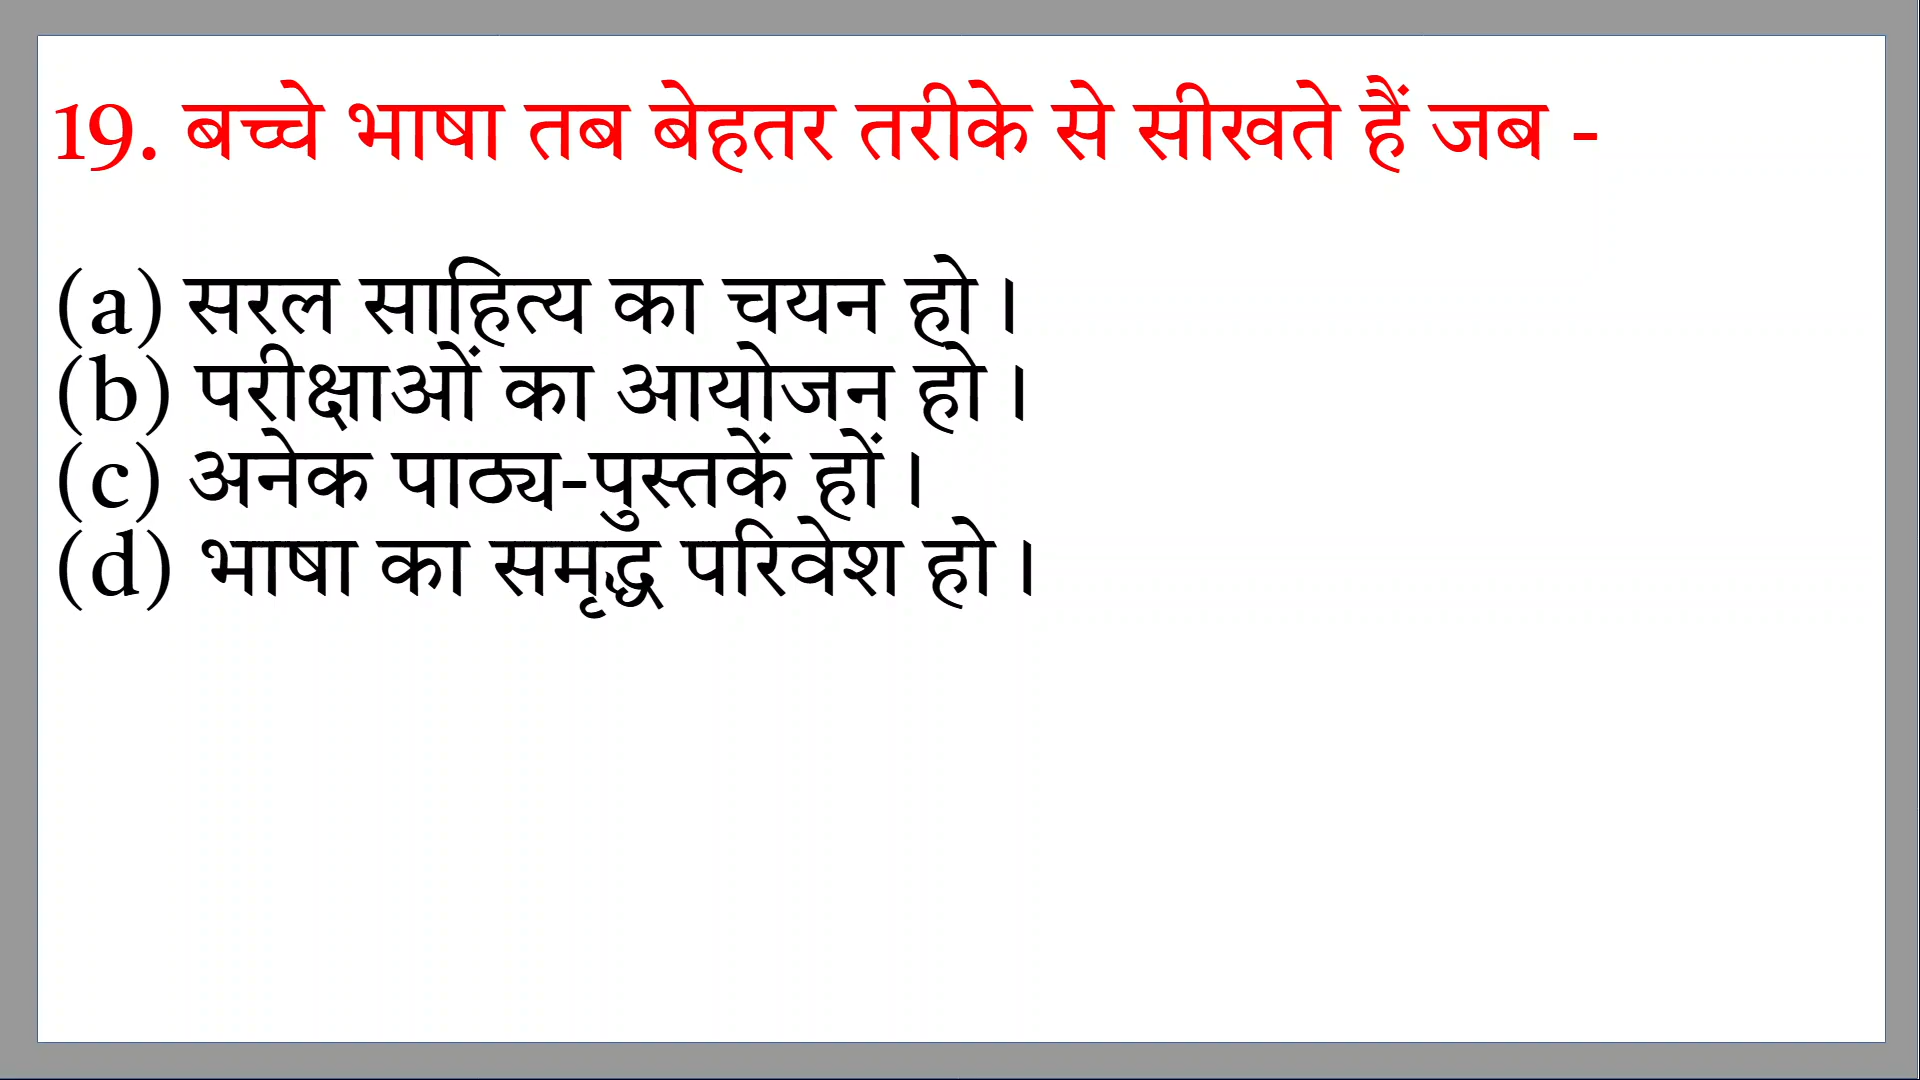 19. बच्चे भाषा तब बेहतर तरीके से सीखते हैं जब -
(a) सरल साहित्य का चयन हो।
(b) परीक्षाओं का आयोजन हो।
(c) अनेक पाठ्य-पुस्तकें हों।
(d) भाषा का समृद्ध परिवेश हो।